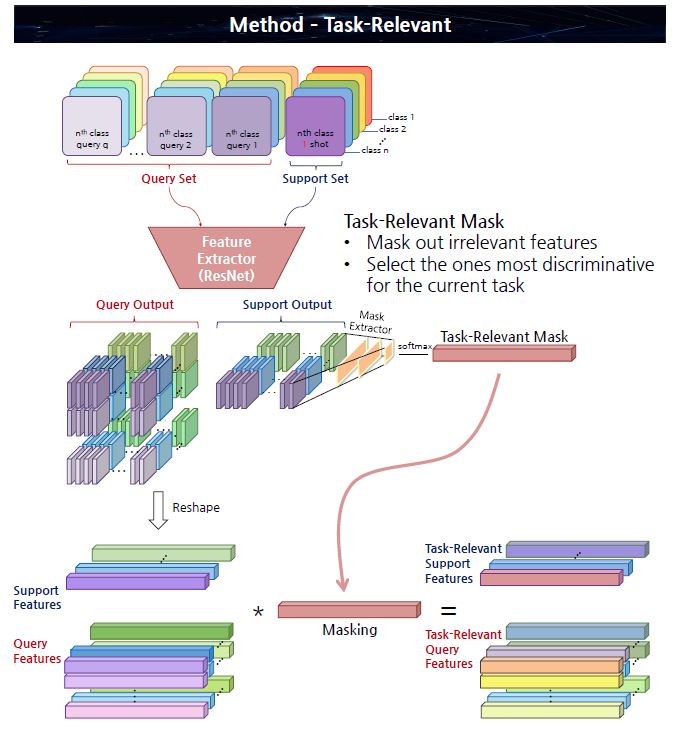 Method - Task-Relevant
nth class
query q
...
nth class
query 2
nth class
query 1
nth class
1 shot
class 1
class 2
class n
Query Set
Support Set
Feature
Extractor
(ResNet)
Task-Relevant Mask
• Mask out irrelevant features
• Select the ones most discriminative
for the current task
Query Output
Support Output
Mask
Extractor
softmax
Task-Relevant Mask
Reshape
Support
Features
Query
Features
*
Masking
=
Task-Relevant
Support
Features
Task-Relevant
Query
Features